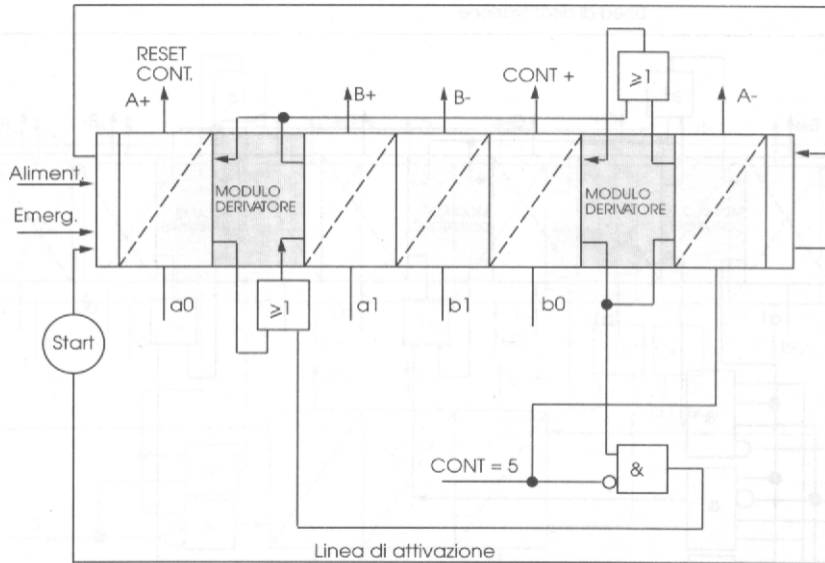 RESET
CONT.
A+
B+
B-
CONT +
≥1
A-
Aliment.
Emerg.
MODULO
DERIVATORE
MODULO
DERIVATORE
a0
≥1
a1
b1
b0
Start
CONT = 5
&
Linea di attivazione